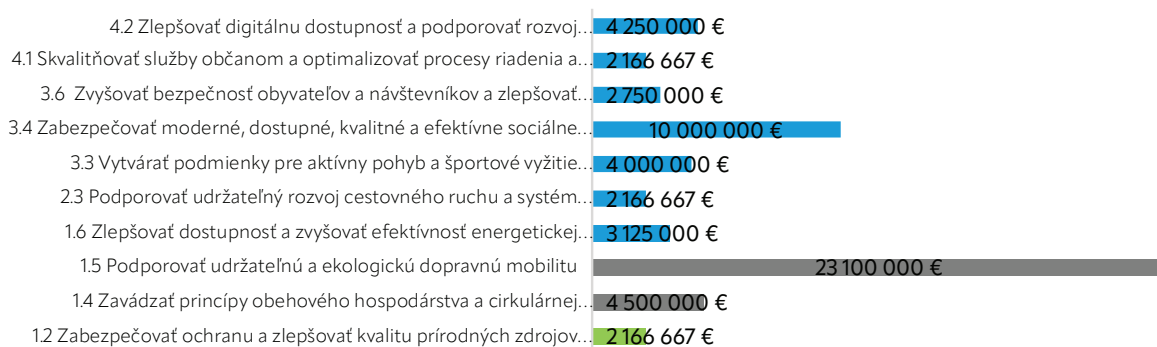 4.2 Zlepšovať digitálnu dostupnosť a podporovať rozvoj... 4 250 000 €
4.1 Skvalitňovať služby občanom a optimalizovať procesy riadenia a... 2 166 667 €
3.6 Zvyšovať bezpečnosť obyvateľov a návštevníkov a zlepšovať... 2 750 000 €
3.4 Zabezpečovať moderné, dostupné, kvalitné a efektívne sociálne... 10 000 000 €
3.3 Vytvárať podmienky pre aktívny pohyb a športové vyžitie... 4 000 000 €
2.3 Podporovať udržateľný rozvoj cestovného ruchu a systém... 2 166 667 €
1.6 Zlepšovať dostupnosť a zvyšovať efektívnosť energetickej... 3 125 000 €
1.5 Podporovať udržateľnú a ekologickú dopravnú mobilitu 23 100 000 €
1.4 Zavádzať princípy obehového hospodárstva a cirkulárnej... 4 500 000 €
1.2 Zabezpečovať ochranu a zlepšovať kvalitu prírodných zdrojov... 2 166 667 €